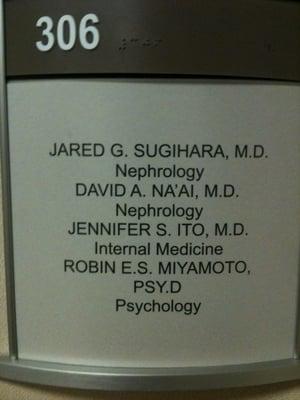 306
JARED G. SUGIHARA, M.D.
Nephrology
DAVID A. NA'AI, M.D.
Nephrology
JENNIFER S. ITO, M.D.
Internal Medicine
ROBIN E.S. MIYAMOTO,
PSY.D
Psychology